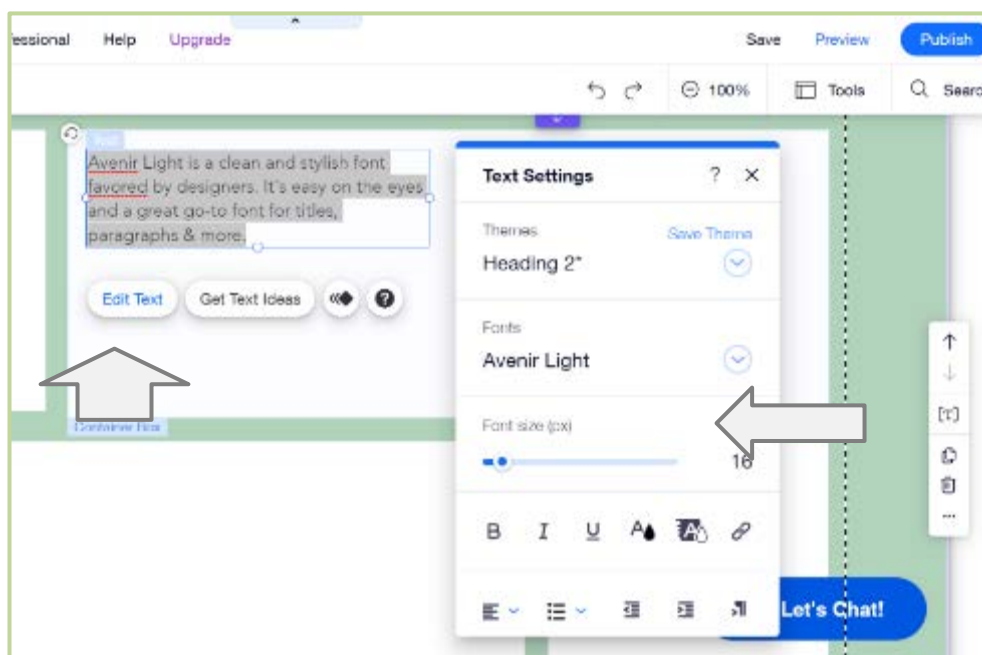 essional Help Upgrade Save Preview Publish
100% Tools Searc
Avenir Light is a clean and stylish font
favored by designers. It's easy on the eyes
and a great go-to font for titles,
paragraphs & more.
Edit Text Get Text Ideas ?
Container Box
Text Settings ? ×
Themes Save Theme
Heading 2*
Fonts
Avenir Light
Font size (px)
16
B I U A A
Let's Chat!